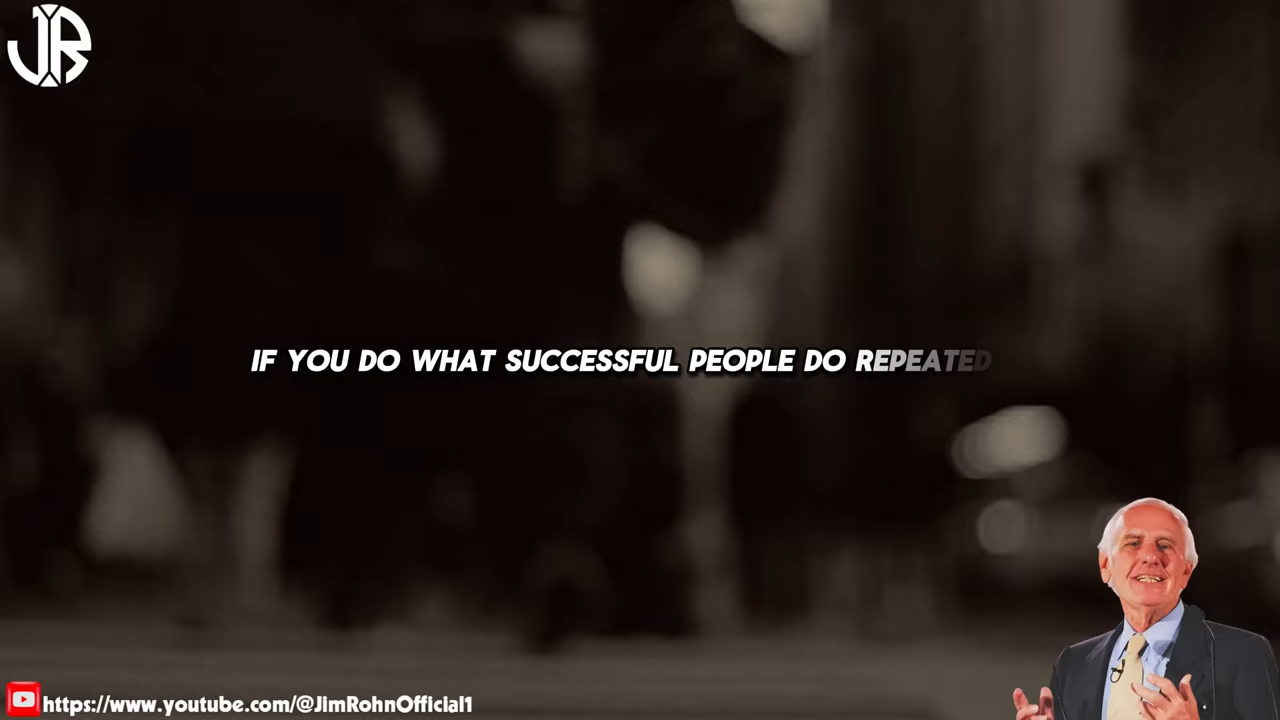 JR
IF YOU DO WHAT SUCCESSFUL PEOPLE DO REPEATED
https://www.youtube.com/@JimRohnOfficial1